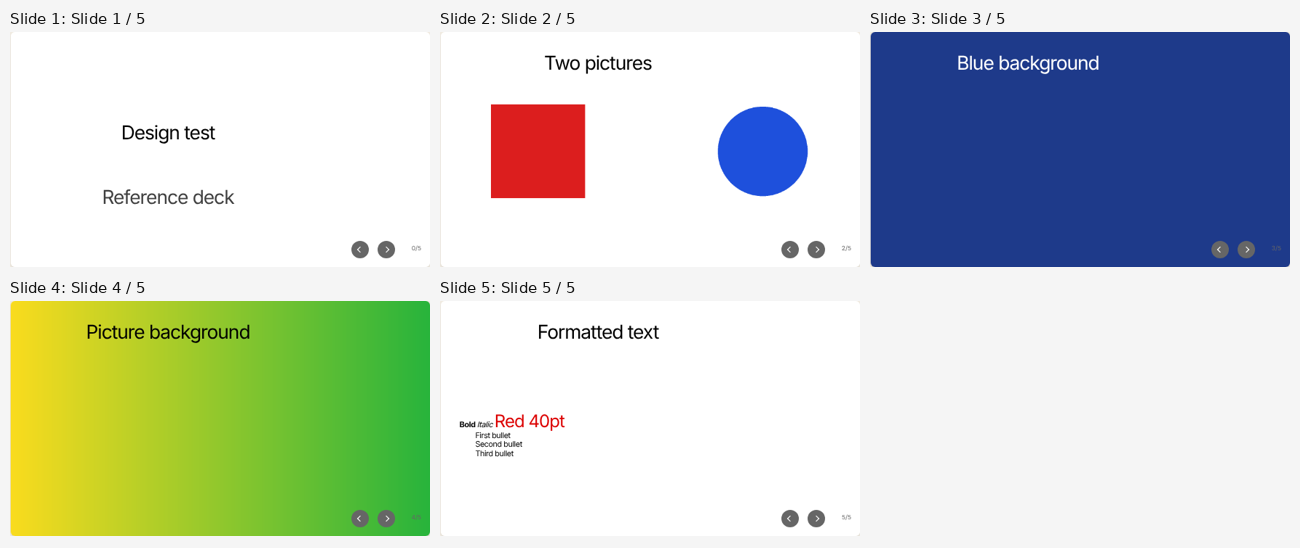 Slide 1: Slide 1 / 5
Design test
Reference deck
0/5
Slide 2: Slide 2 / 5
Two pictures
2/5
Slide 3: Slide 3 / 5
Blue background
Slide 4: Slide 4 / 5
Picture background
Slide 5: Slide 5 / 5
Formatted text
Bold Italic Red 40pt
First bullet
Second bullet
Third bullet
5/5